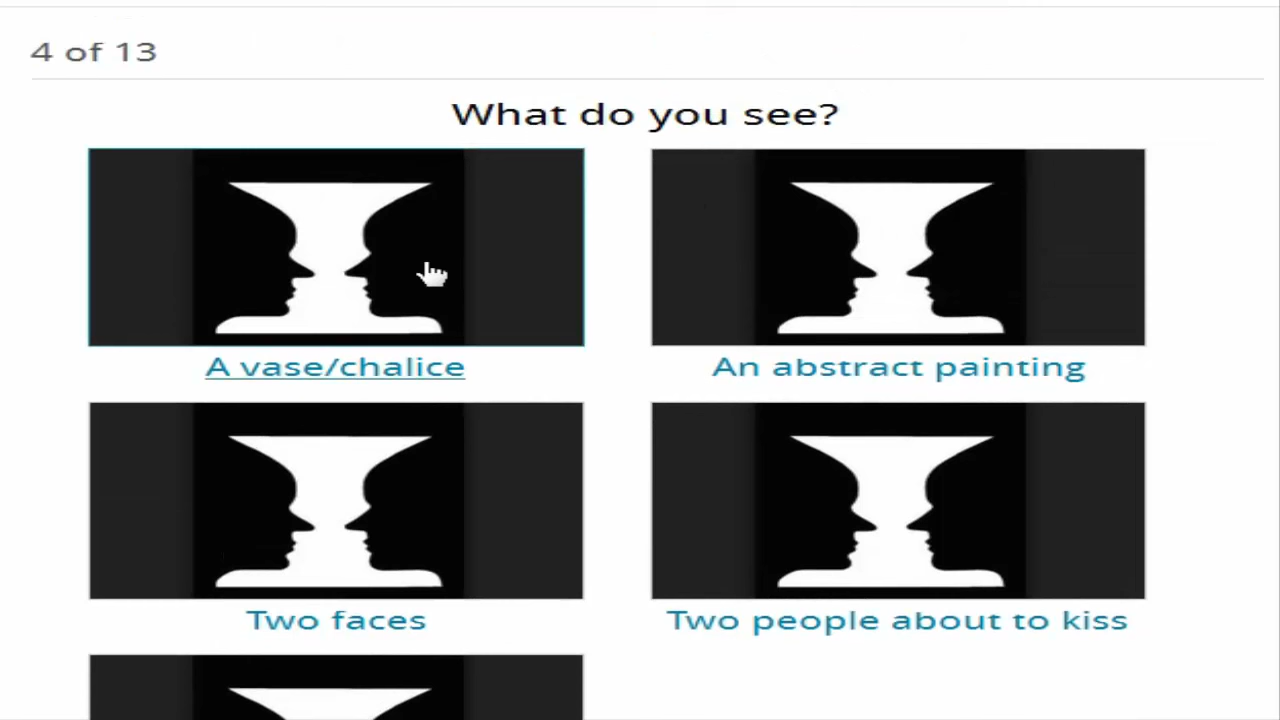 4 of 13
What do you see?
A vase/chalice
An abstract painting
Two faces
Two people about to kiss